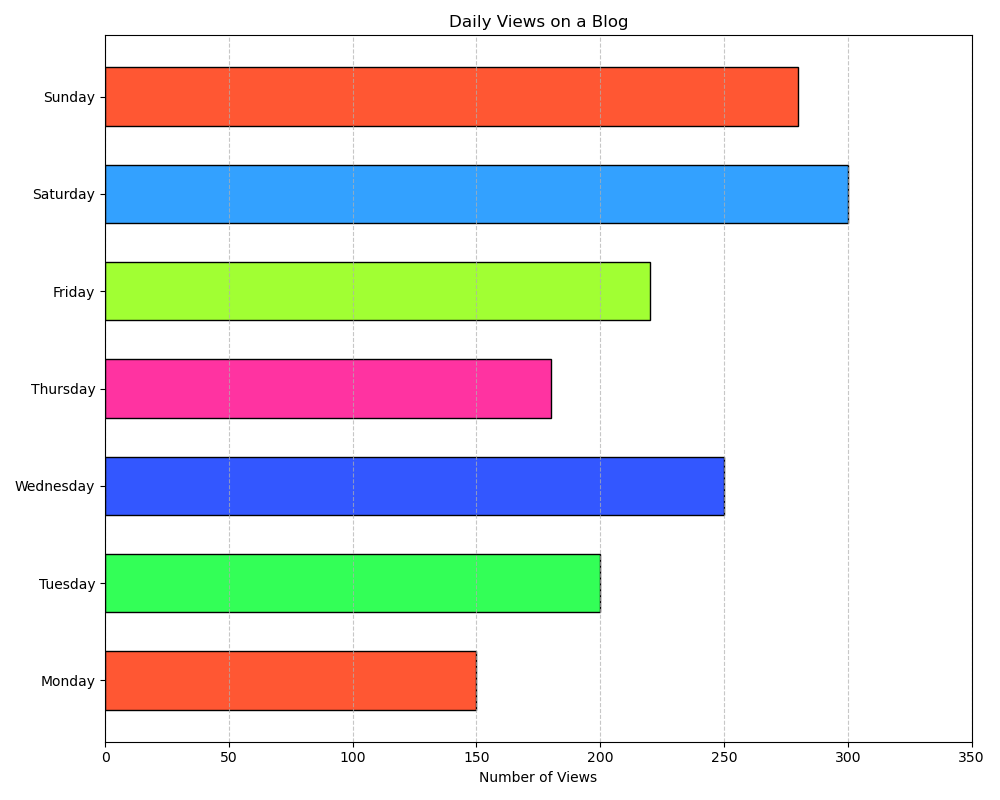 Daily Views on a Blog
Sunday
Saturday
Friday
Thursday
Wednesday
Tuesday
Monday
0 50 100 150 200 250 300 350
Number of Views